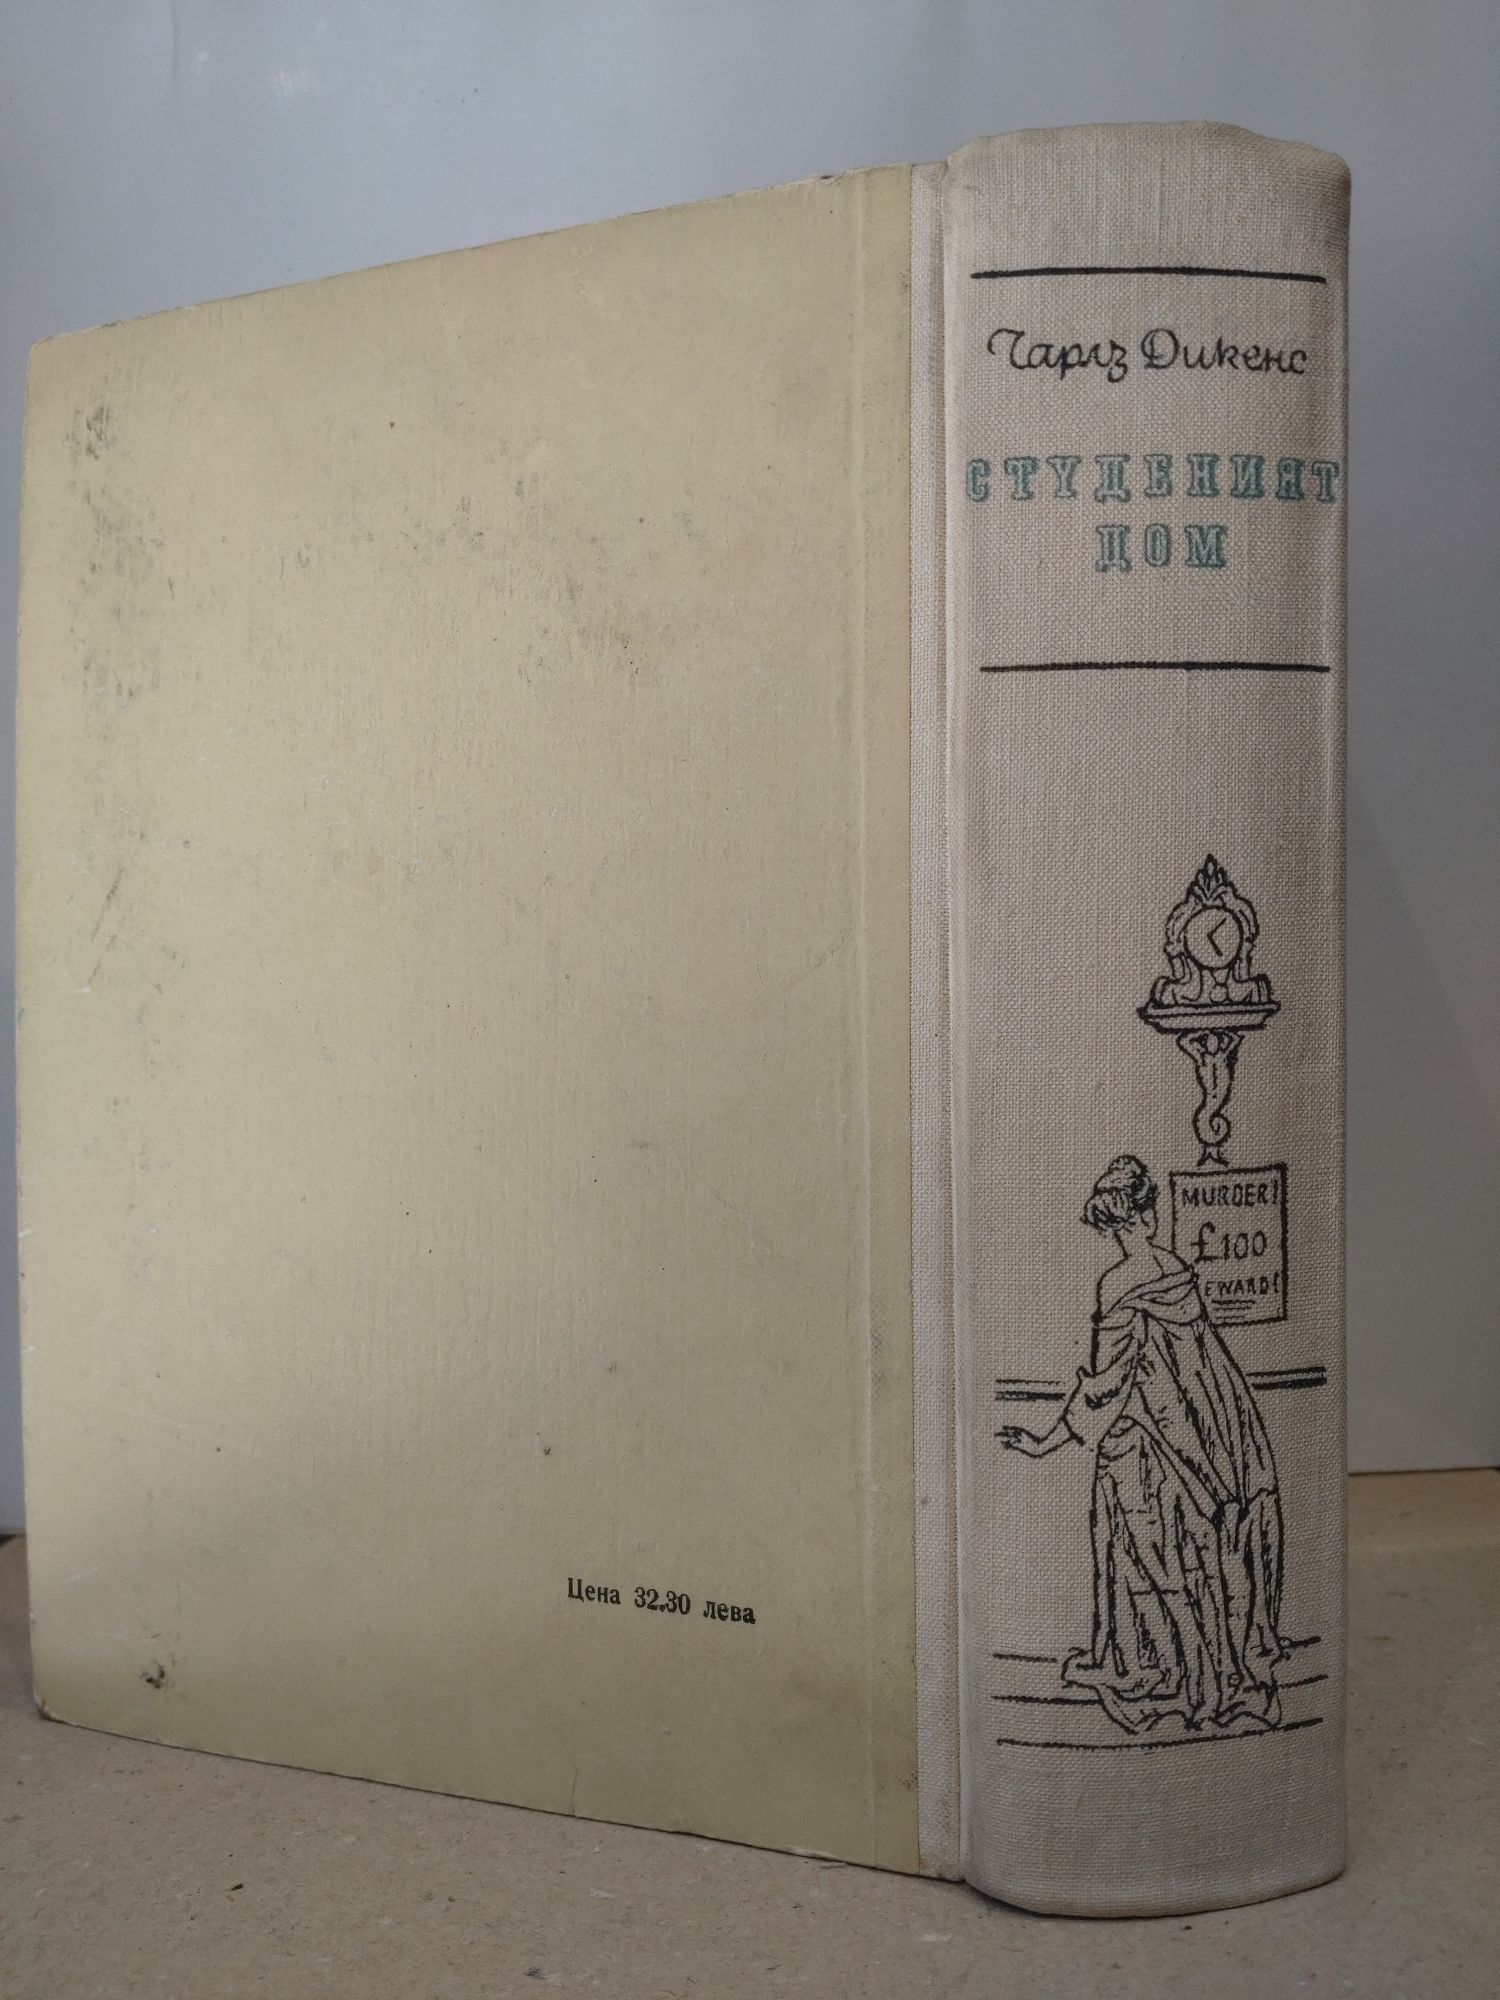 Чарлз Дикенс
СТУДЕНИЯТ
ДОМ
MURDER!
£100
EWARD!
Цена 32.30 лева